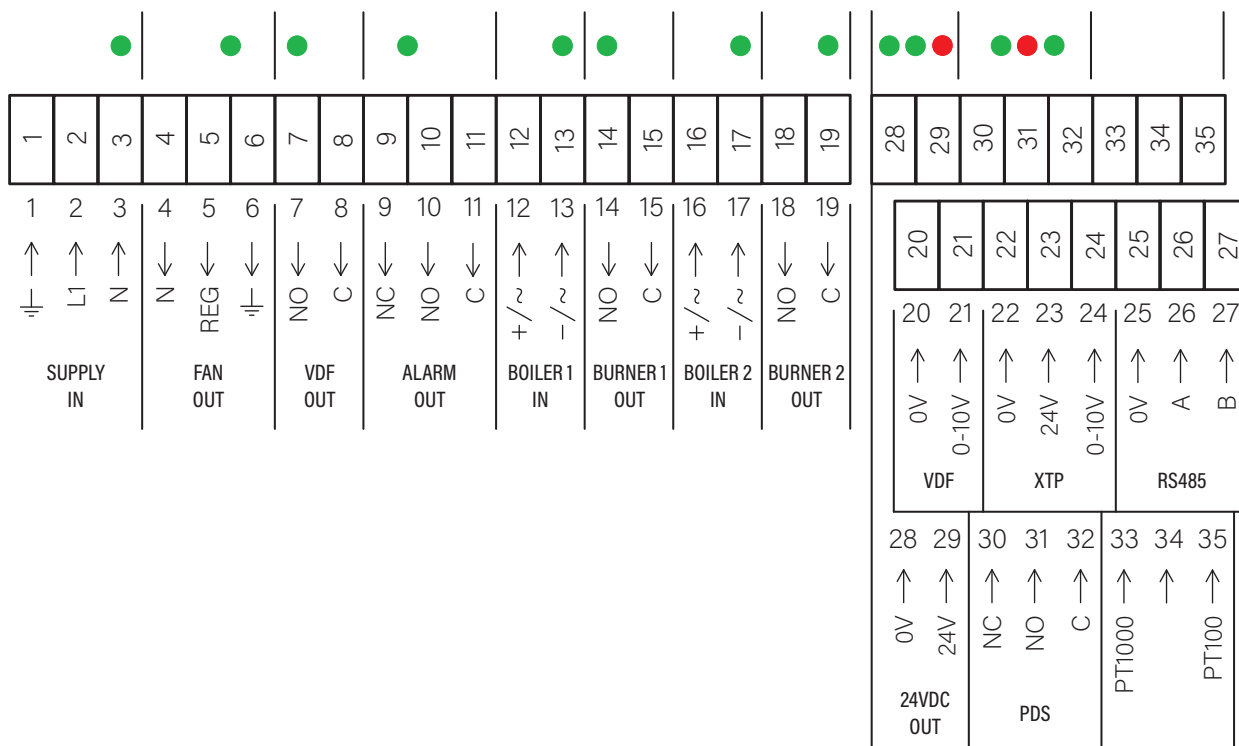 1 2 3 4 5 6 7 8 9 10 11 12 13 14 15 16 17 18 19 28 29 30 31 32 33 34 35
1 2 3 4 5 6 7 8 9 10 11 12 13 14 15 16 17 18 19
L1 N N REG NO C NC NO C +/~ -/~ NO C +/~ -/~ NO C
SUPPLY FAN VDF ALARM BOILER 1 BURNER 1 BOILER 2 BURNER 2
IN OUT OUT OUT IN OUT IN OUT
20 21 22 23 24 25 26 27
20 21 22 23 24 25 26 27
0V 0-10V 0V 24V 0-10V 0V A B
VDF XTP RS485
28 29 30 31 32 33 34 35
0V 24V NC NO C PT1000 PT100
24VDC PDS
OUT